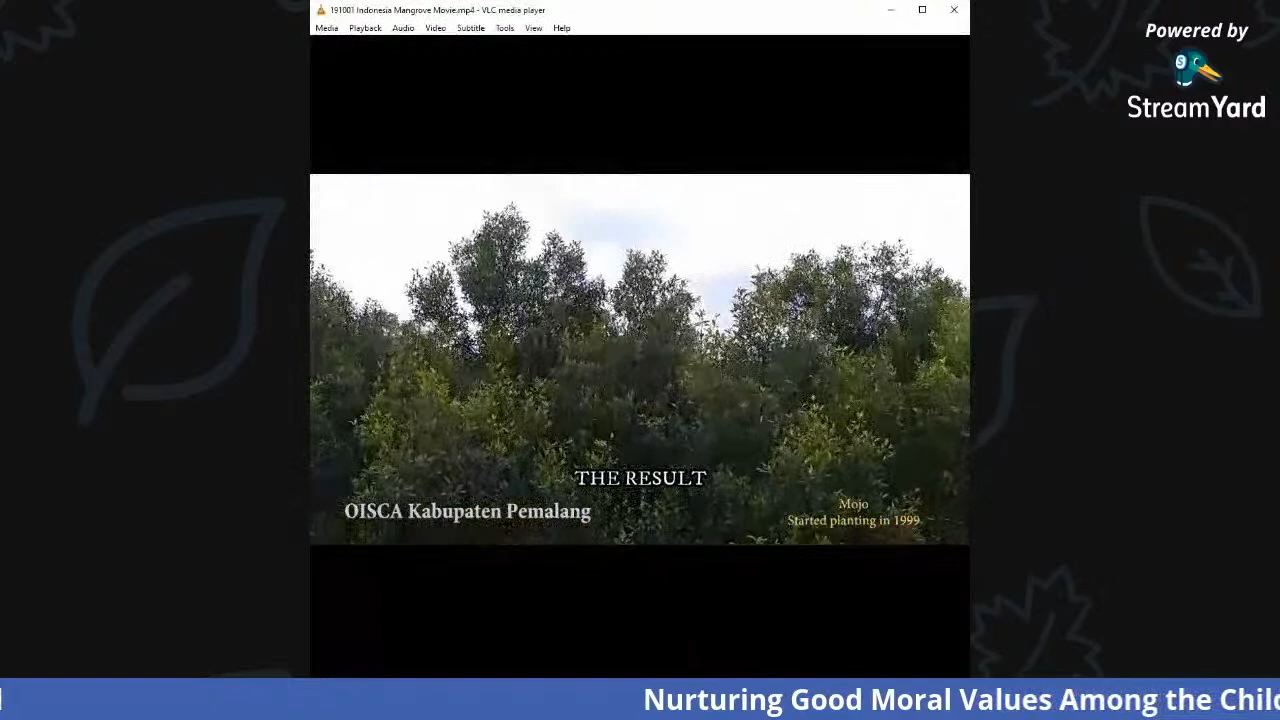 191001 Indonesia Mangrove Movie.mp4 - VLC media player
Media Playback Audio Video Subtitle Tools View Help
Powered by
StreamYard
THE RESULT
OISCA Kabupaten Pemalang
Mojo
Started planting in 1999
Nurturing Good Moral Values Among the